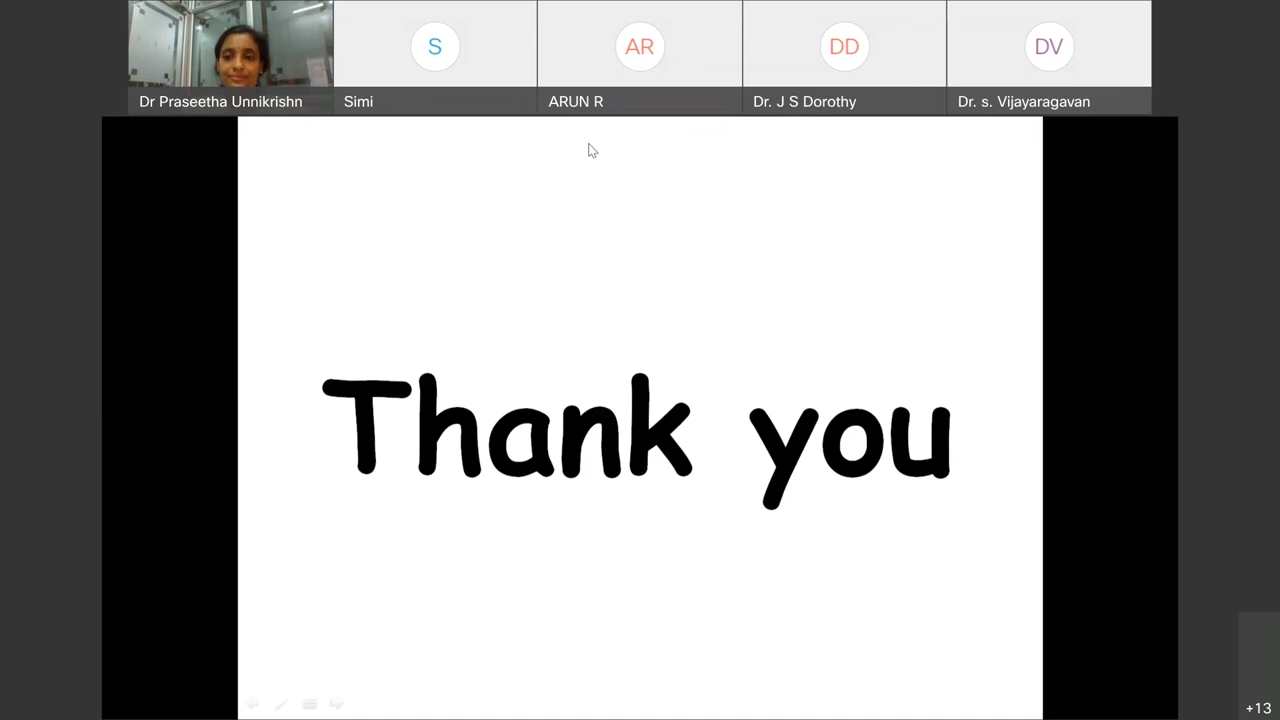 S
AR
DD
DV
Dr Praseetha Unnikrishn
Simi
ARUN R
Dr. J S Dorothy
Dr. s. Vijayaragavan
Thank you
+13